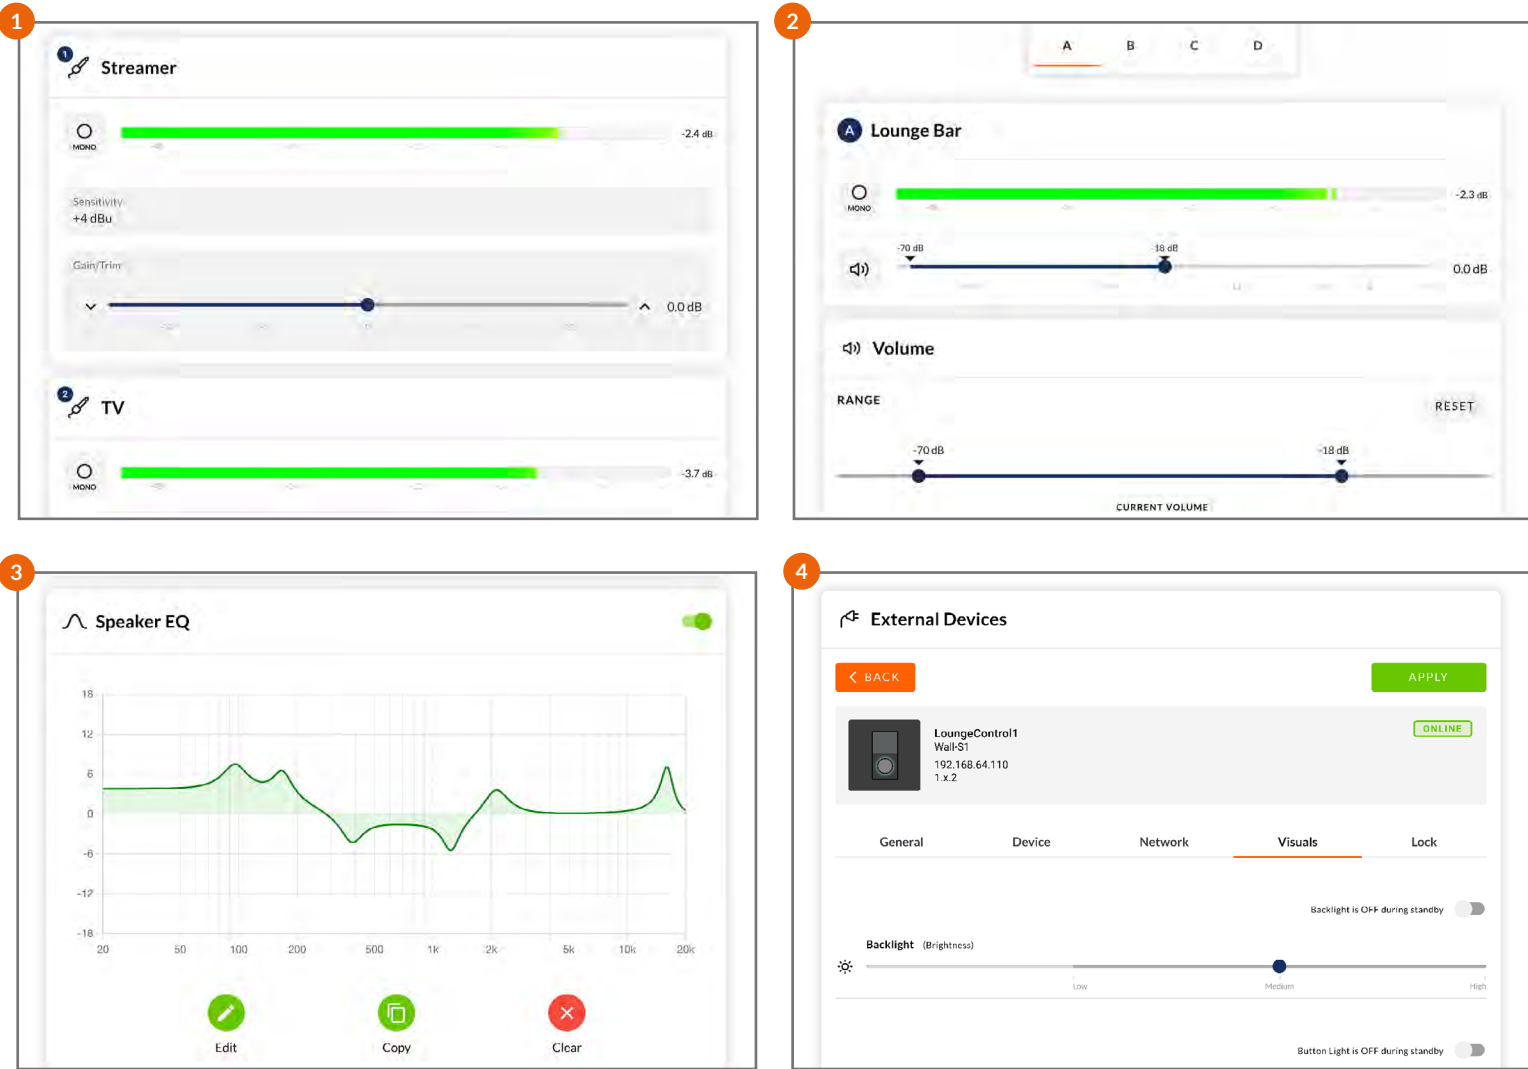 1
1
Streamer
MONO
-2.4 dB
Sensitivity
+4 dBu
Gain/Trim
0.0 dB
2
TV
MONO
-3.7 dB
2
A B C D
A Lounge Bar
MONO
-2.3 dB
-70 dB -18 dB
0.0 dB
Volume
RANGE
RESET
-70 dB -18 dB
CURRENT VOLUME
3
Speaker EQ
18
12
6
0
-6
-12
-18
20 50 100 200 500 1k 2k 5k 10k 20k
Edit Copy Clear
4
External Devices
BACK APPLY
LoungeControl1 ONLINE
Wall-S1
192.168.64.110
1.x.2
General Device Network Visuals Lock
Backlight is OFF during standby
Backlight (Brightness)
Low Medium High
Button Light is OFF during standby